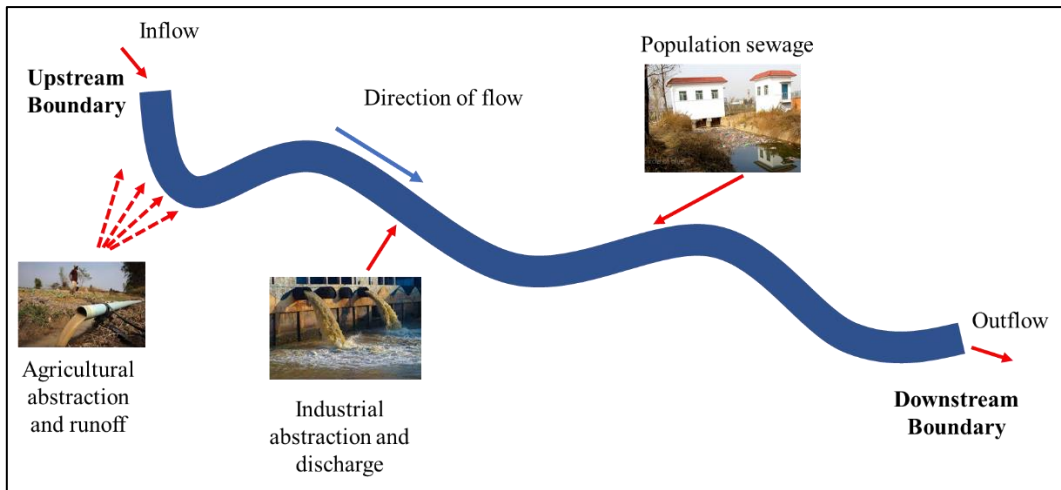 Inflow
Upstream
Boundary
Direction of flow
Population sewage
Agricultural
abstraction
and runoff
Industrial
abstraction and
discharge
Outflow
Downstream
Boundary